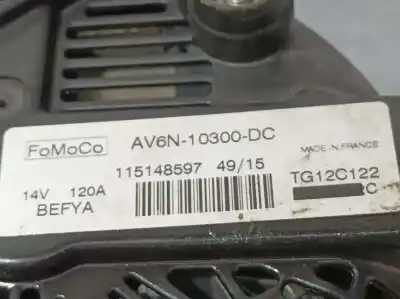 FoMoCo
AV6N-10300-DC
MADE IN FRANCE
115148597 49/15
14V 120A
BEFYA
TG12C122
C